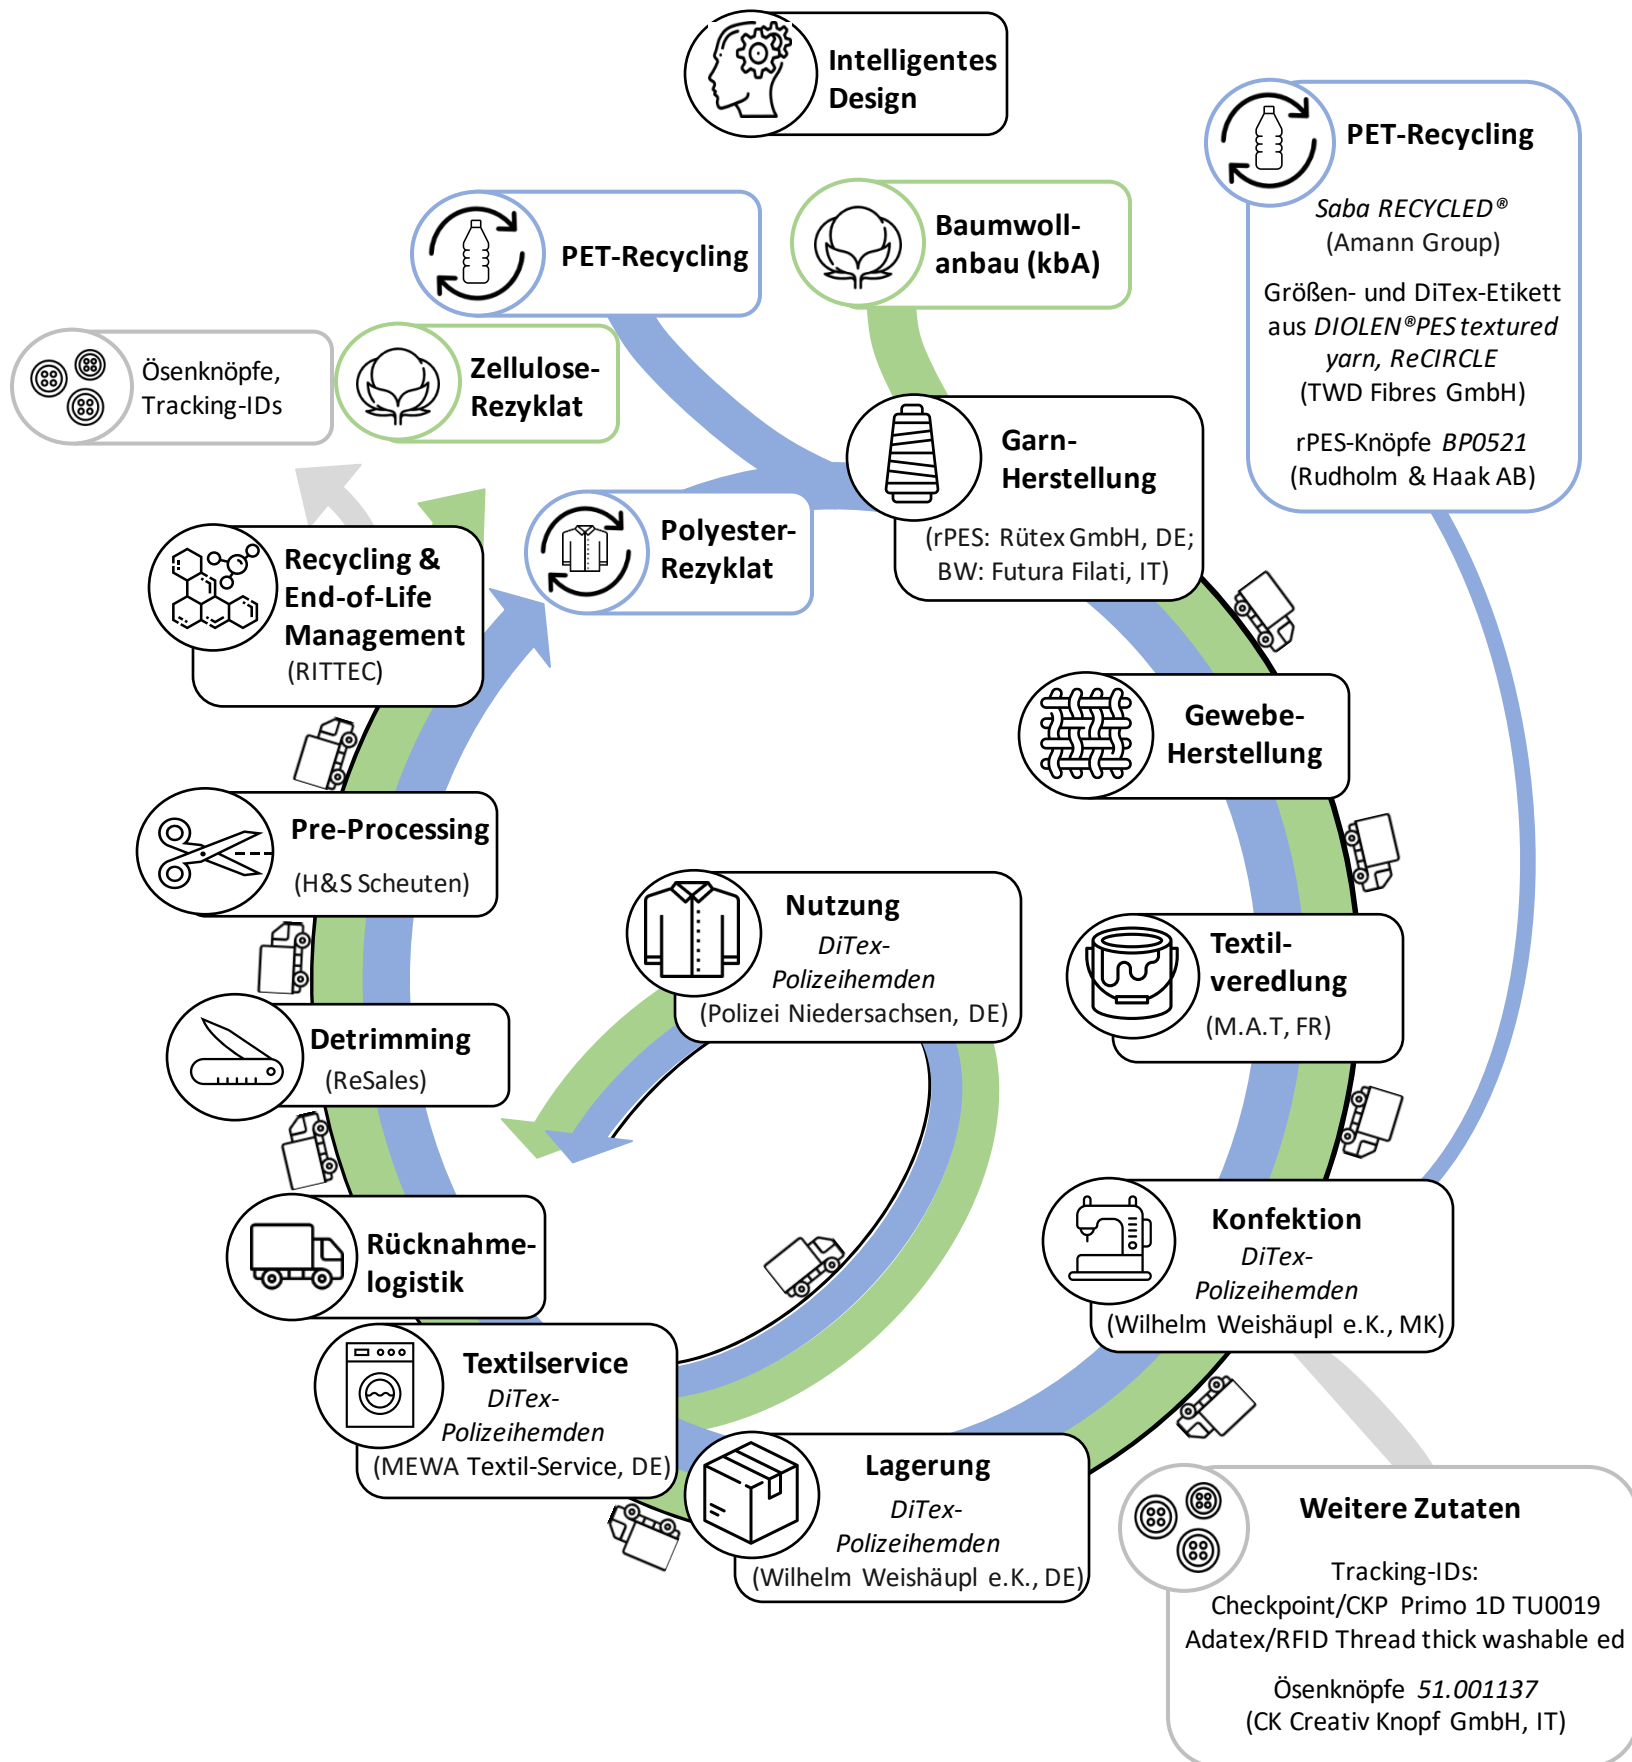 Intelligentes
Design
PET-Recycling
Saba RECYCLED®
(Amann Group)
Größen- und DiTex-Etikett
aus DIOLEN®PES textured
yarn, ReCIRCLE
(TWD Fibres GmbH)
rPES-Knöpfe BP0521
(Rudholm & Haak AB)
PET-Recycling
Baumwoll-
anbau (kbA)
Ösenknöpfe,
Tracking-IDs
Zellulose-
Rezyklat
Garn-
Herstellung
(rPES: Rütex GmbH, DE;
BW: Futura Filati, IT)
Polyester-
Rezyklat
Recycling &
End-of-Life
Management
(RITTEC)
Gewebe-
Herstellung
Pre-Processing
(H&S Scheuten)
Nutzung
DiTex-
Polizeihemden
(Polizei Niedersachsen, DE)
Textil-
veredlung
(M.A.T, FR)
Detrimming
(ReSales)
Konfektion
DiTex-
Polizeihemden
(Wilhelm Weishäupl e.K., MK)
Rücknahme-
logistik
Textilservice
DiTex-
Polizeihemden
(MEWA Textil-Service, DE)
Lagerung
DiTex-
Polizeihemden
(Wilhelm Weishäupl e.K., DE)
Weitere Zutaten
Tracking-IDs:
Checkpoint/CKP Primo 1D TU0019
Adatex/RFID Thread thick washable ed
Ösenknöpfe 51.001137
(CK Creativ Knopf GmbH, IT)